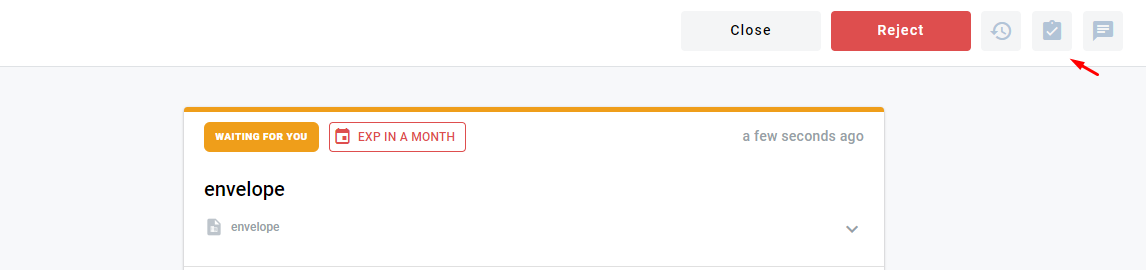 Close
Reject
WAITING FOR YOU
EXP IN A MONTH
a few seconds ago
envelope
envelope